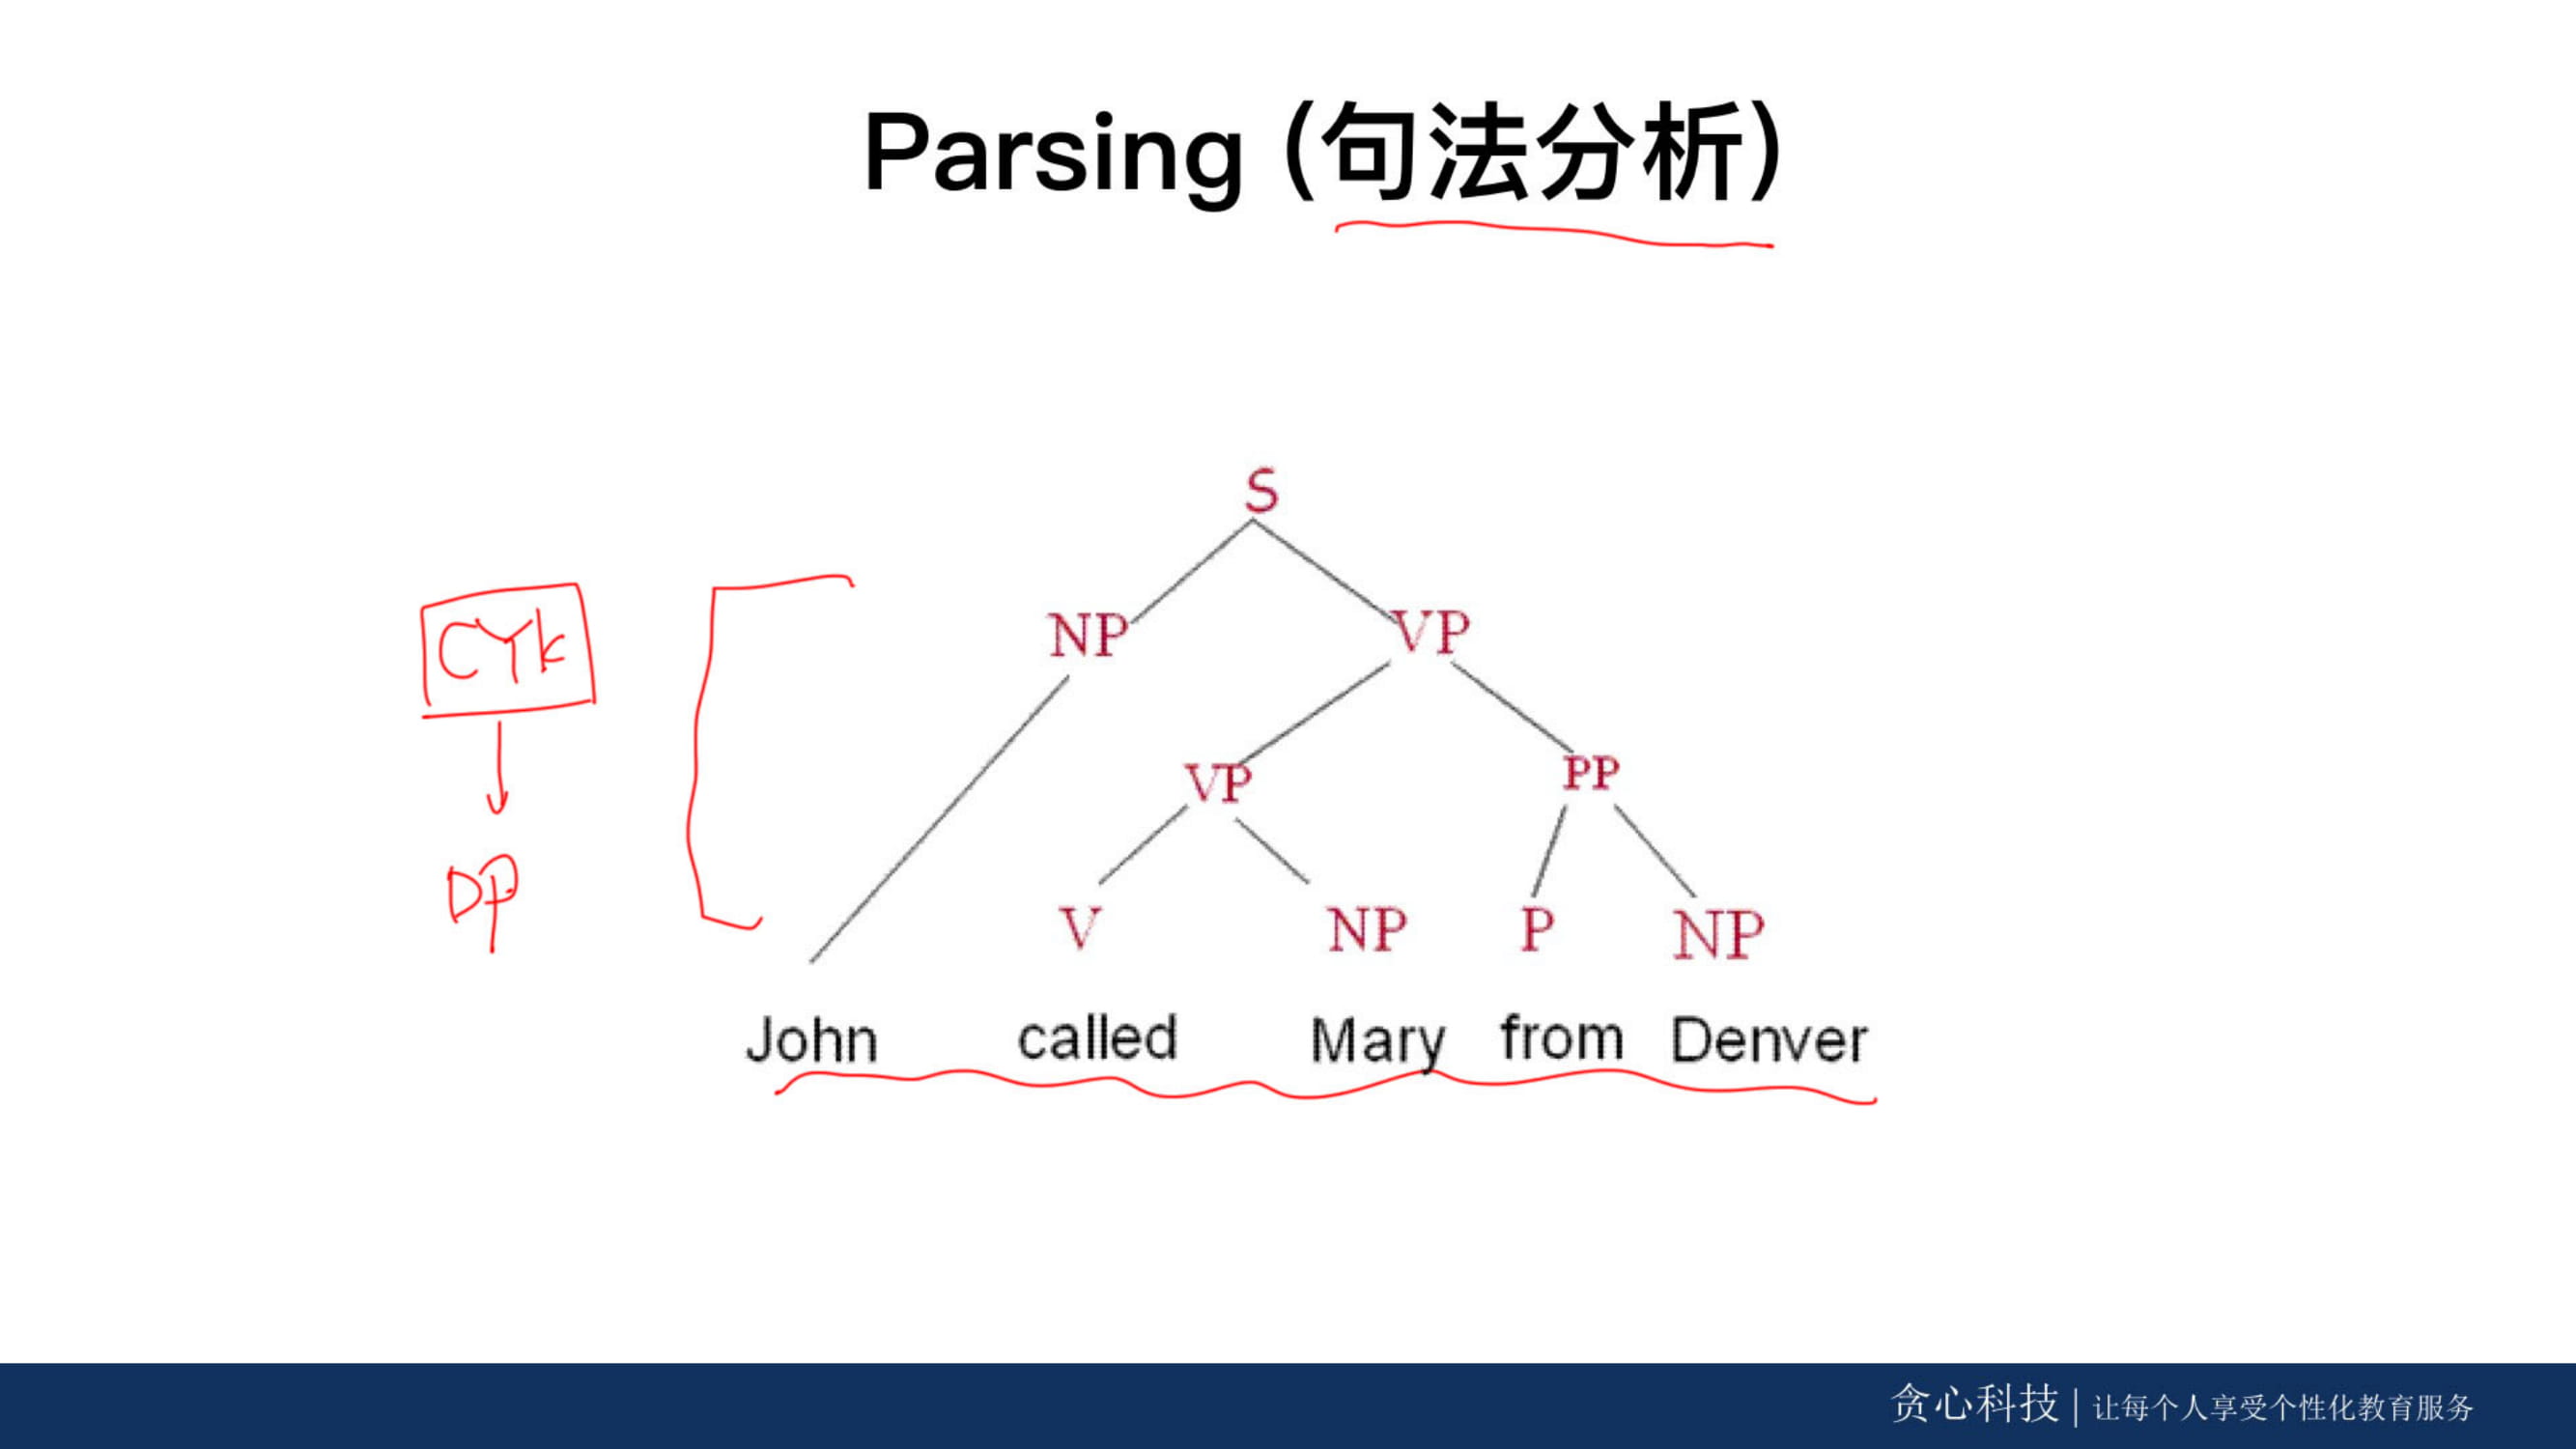 Parsing (句法分析)
S
NP VP
CYk
VP PP
DP
V NP P NP
John called Mary from Denver
贪心科技 | 让每个人享受个性化教育服务